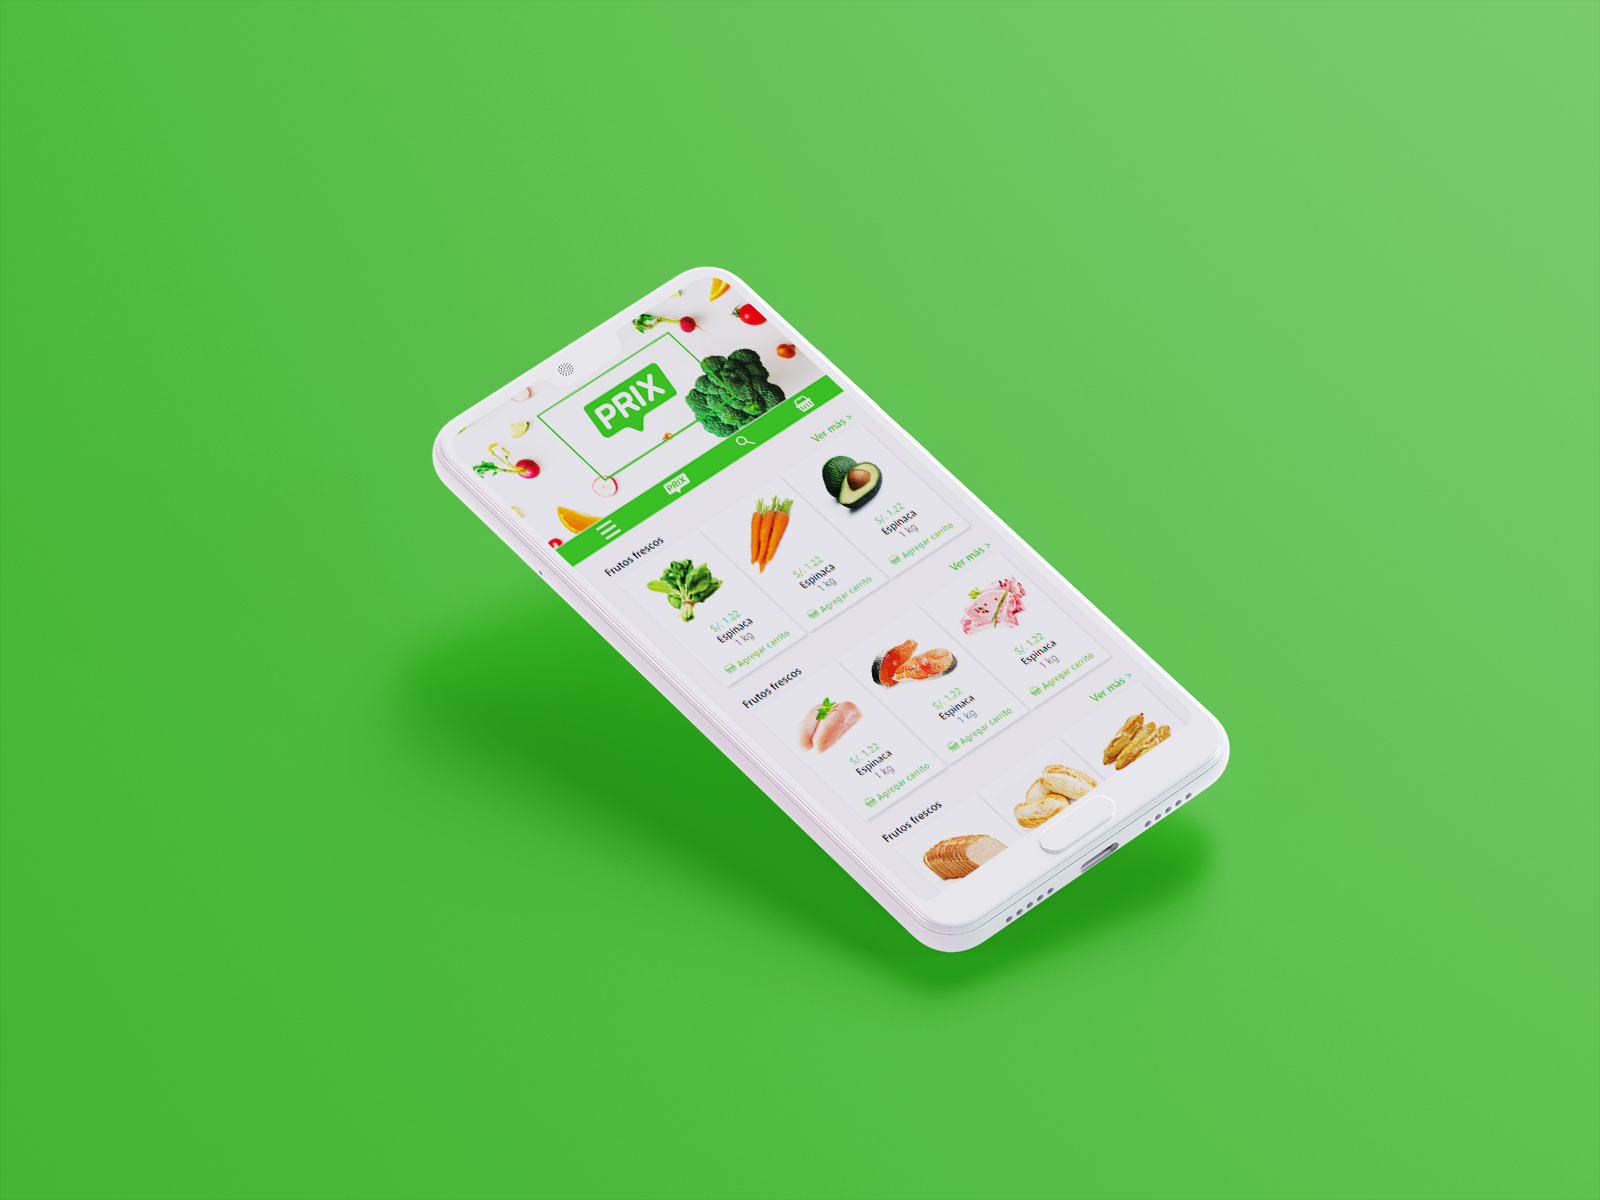 PRIX
PRIX
Frutos frescos
Ver más >
S/. 1.22
Espinaca
1 kg
Agregar carrito
S/. 1.22
Espinaca
1 kg
Agregar carrito
S/. 1.22
Espinaca
1 kg
Agregar carrito
Frutos frescos
Ver más >
S/. 1.22
Espinaca
1 kg
Agregar carrito
S/. 1.22
Espinaca
1 kg
Agregar carrito
S/. 1.22
Espinaca
1 kg
Agregar carrito
Frutos frescos
Ver más >